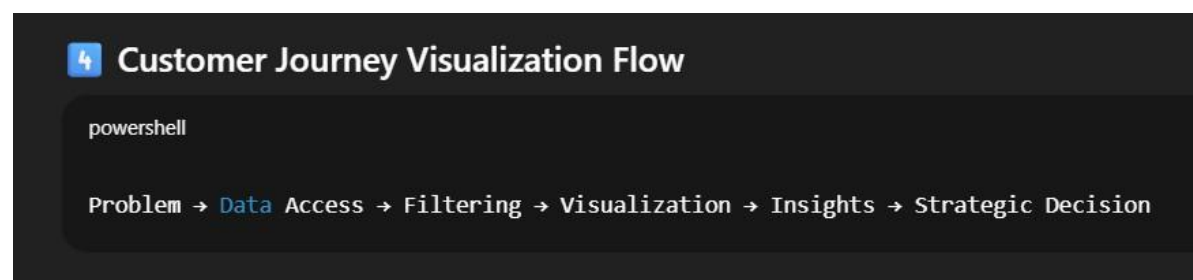 4 Customer Journey Visualization Flow
powershell
Problem → Data Access → Filtering → Visualization → Insights → Strategic Decision